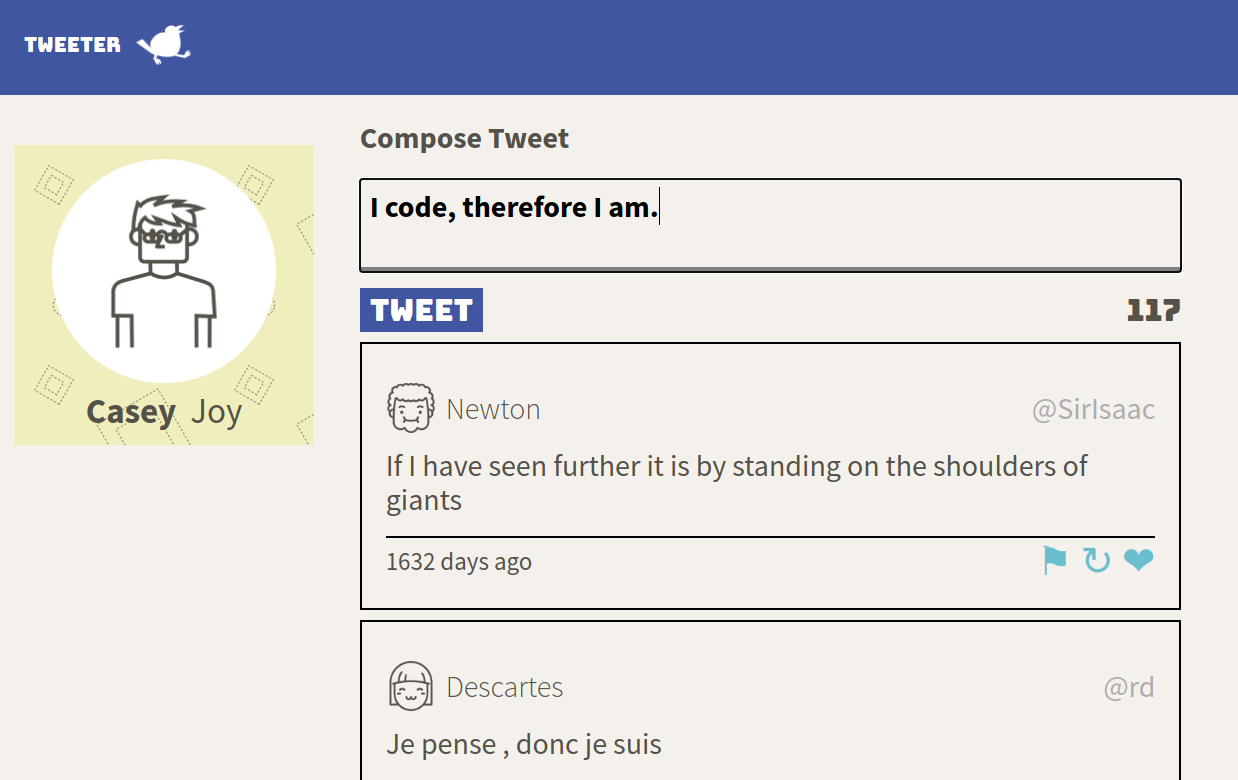 TWEETER
Compose Tweet
I code, therefore I am.
TWEET
117
Casey Joy
Newton
@SirIsaac
If I have seen further it is by standing on the shoulders of
giants
1632 days ago
Descartes
@rd
Je pense , donc je suis